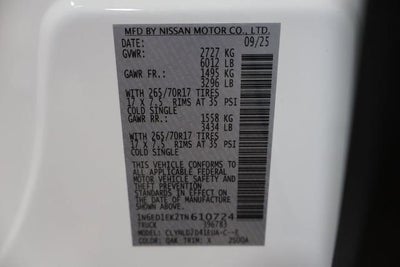 MFD BY NISSAN MOTOR CO., LTD.
DATE: 09/25
GVWR: 2727 KG
6012 LB
GAWR FR.: 1495 KG
3296 LB
WITH 265/70R17 TIRES
17 X 7.5 RIMS AT 35 PSI
COLD SINGLE
GAWR RR.: 1558 KG
3434 LB
WITH 265/70R17 TIRES
17 X 7.5 RIMS AT 35 PSI
COLD SINGLE
THIS VEHICLE CONFORMS TO
ALL APPLICABLE FEDERAL
MOTOR VEHICLE SAFETY AND
THEFT PREVENTION STANDARDS
IN EFFECT ON THE DATE OF
MANUFACTURE SHOWN ABOVE.
1N6ED1EK2TN610724
TRUCK 396783
MODEL:
COLOR: QAK TRIM: X